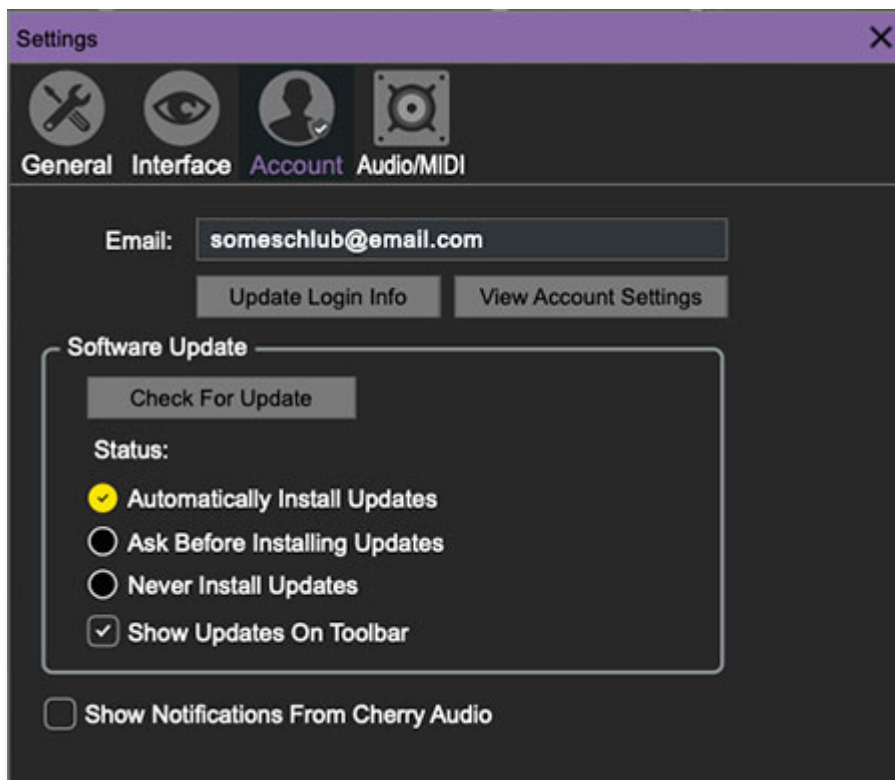 Settings
General Interface Account Audio/MIDI
Email: someschlub@email.com
Update Login Info View Account Settings
Software Update
Check For Update
Status:
Automatically Install Updates
Ask Before Installing Updates
Never Install Updates
Show Updates On Toolbar
Show Notifications From Cherry Audio